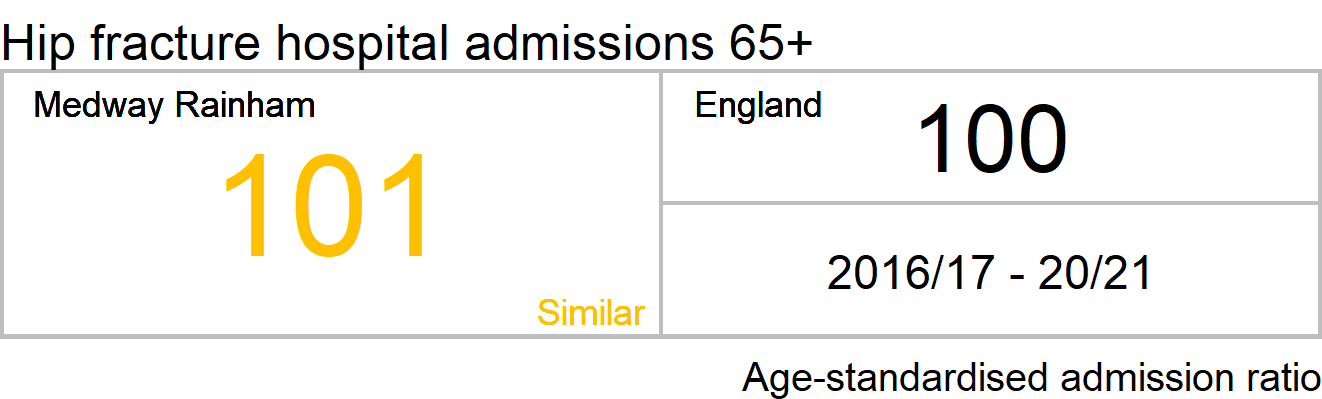 Hip fracture hospital admissions 65+
Medway Rainham
101
Similar
England
100
2016/17 - 20/21
Age-standardised admission ratio